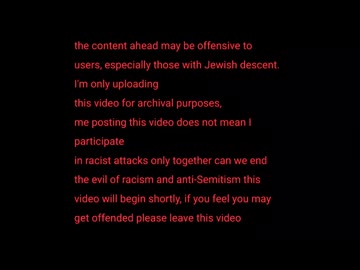 the content ahead may be offensive to
users, especially those with Jewish descent.
I'm only uploading
this video for archival purposes,
me posting this video does not mean I
participate
in racist attacks only together can we end
the evil of racism and anti-Semitism this
video will begin shortly, if you feel you may
get offended please leave this video